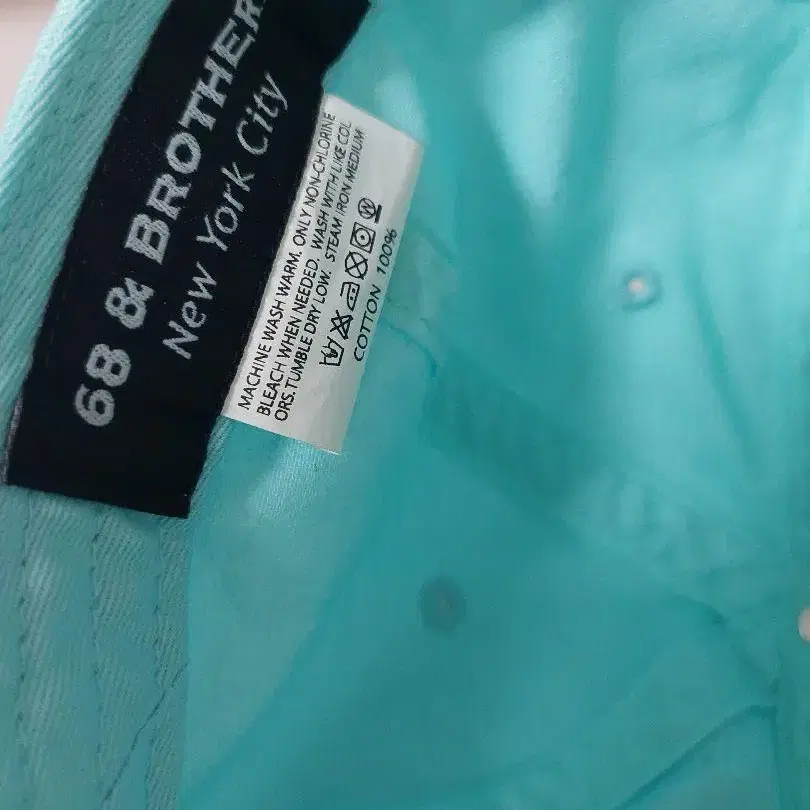 68 & BROTHER
New York City
MACHINE WASH WARM. ONLY NON-CHLORINE
BLEACH WHEN NEEDED. WASH WITH LIKE COL
ORS.TUMBLE DRY LOW. STEAM IRON MEDIUM
COTTON 100%